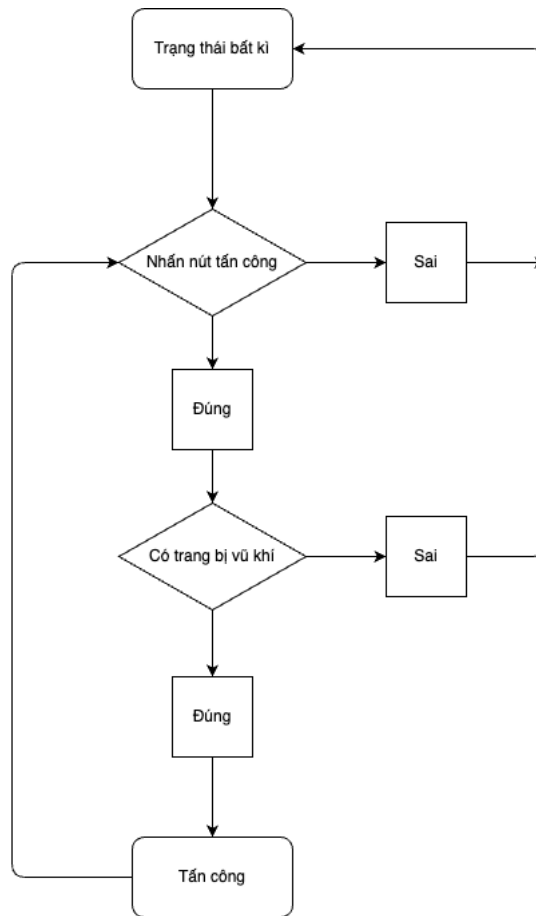 Trạng thái bất kì
Nhấn nút tấn công
Sai
Đúng
Có trang bị vũ khí
Sai
Đúng
Tấn công